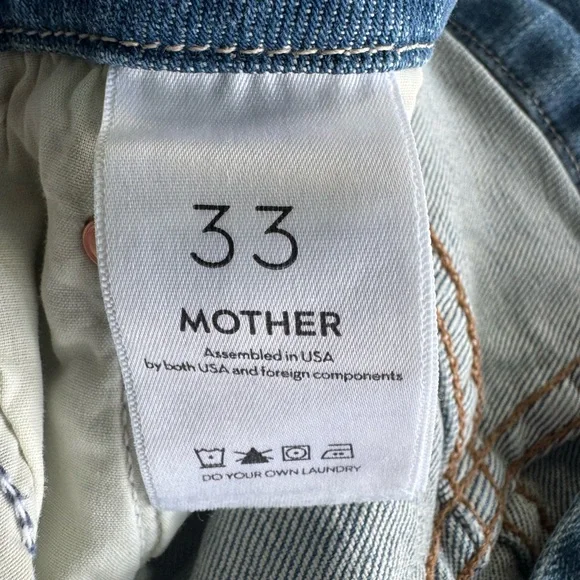 33
MOTHER
Assembled in USA
by both USA and foreign components
DO YOUR OWN LAUNDRY